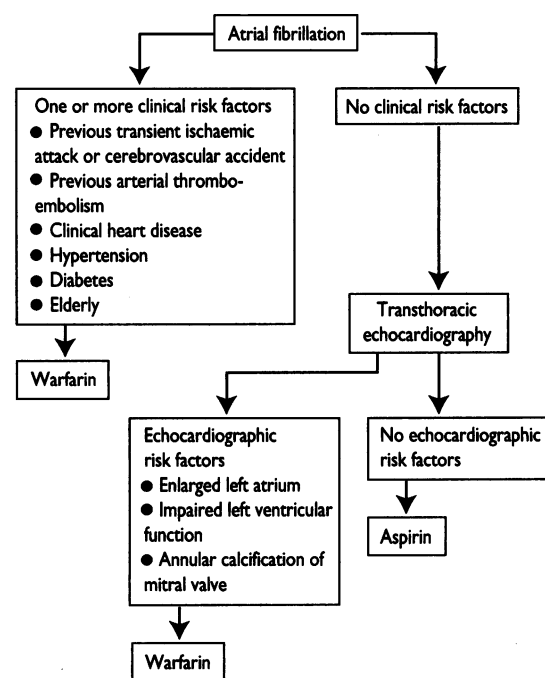 Atrial fibrillation
One or more clinical risk factors
● Previous transient ischaemic
attack or cerebrovascular accident
● Previous arterial thrombo-
embolism
● Clinical heart disease
● Hypertension
● Diabetes
● Elderly
No clinical risk factors
Warfarin
Transthoracic
echocardiography
Echocardiographic
risk factors
● Enlarged left atrium
● Impaired left ventricular
function
● Annular calcification of
mitral valve
No echocardiographic
risk factors
Aspirin
Warfarin